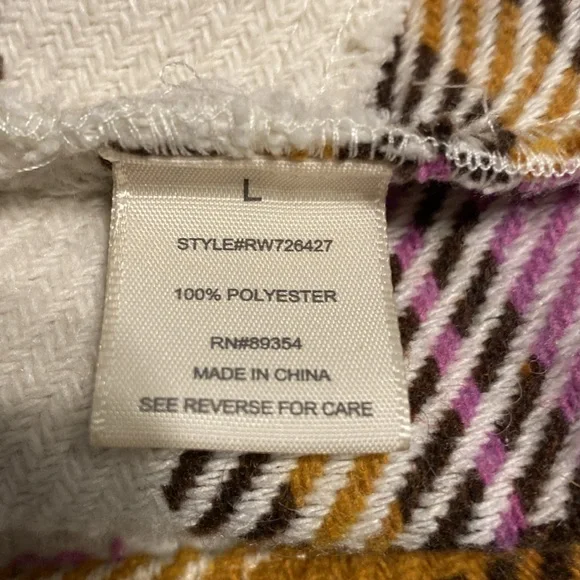 L
STYLE#RW726427
100% POLYESTER
RN#89354
MADE IN CHINA
SEE REVERSE FOR CARE